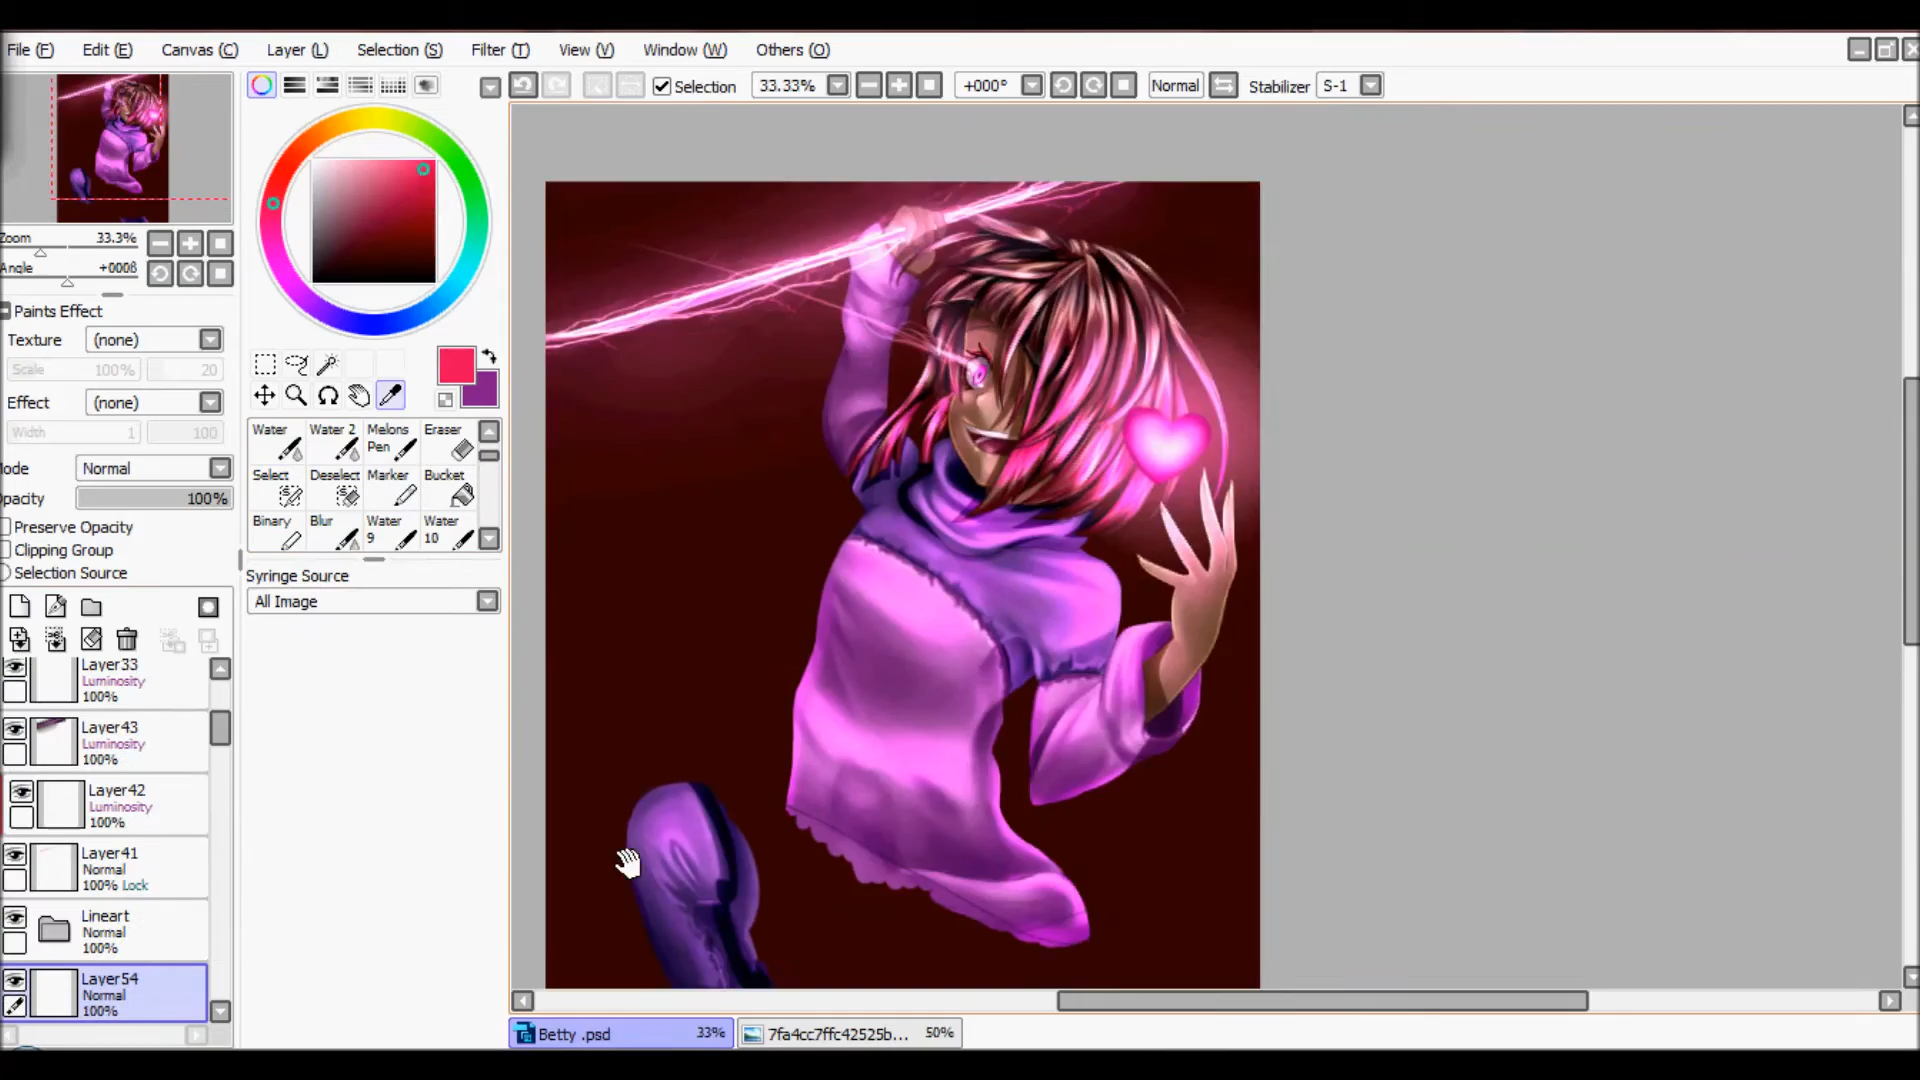 File (F) Edit (E) Canvas (C) Layer (L) Selection (S) Filter (T) View (V) Window (W) Others (O)
Selection 33.33% +000° Normal Stabilizer S-1
Zoom 33.3%
Angle +000ß
Paints Effect
Texture (none)
Scale 100% 20
Effect (none)
Width 1 100
Mode Normal
Opacity 100%
Preserve Opacity
Clipping Group
Selection Source
Layer33
Luminosity
100%
Layer43
Luminosity
100%
Layer42
Luminosity
100%
Layer41
Normal
100% Lock
Lineart
Normal
100%
Layer54
Normal
100%
Water Water 2 Melons Pen Eraser
Select Deselect Marker Bucket
Binary Blur Water 9 Water 10
Syringe Source
All Image
Betty .psd 33% 7fa4cc7ffc42525b... 50%